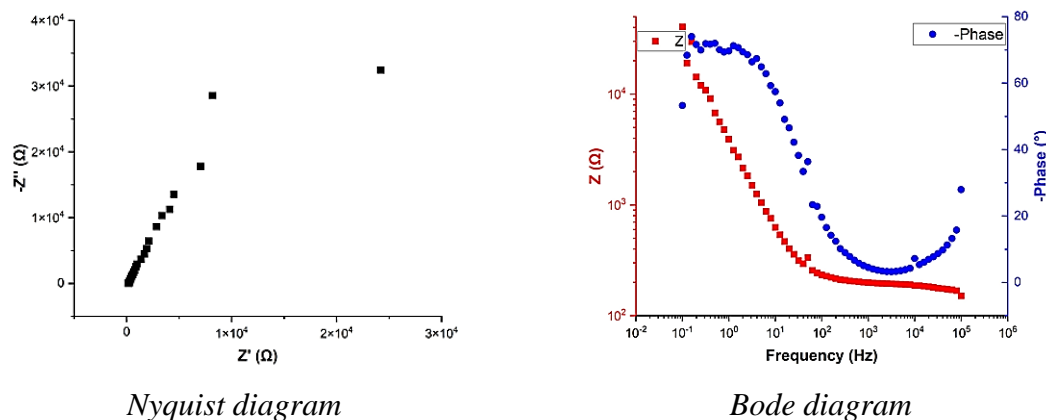 4×10⁴
3×10⁴
2×10⁴
1×10⁴
0
-Z'' (Ω)
0
1×10⁴
2×10⁴
3×10⁴
Z' (Ω)
Nyquist diagram
Z
-Phase
10⁴
10³
10²
Z (Ω)
80
60
40
20
0
-Phase (°)
10⁻²
10⁻¹
10⁰
10¹
10²
10³
10⁴
10⁵
10⁶
Frequency (Hz)
Bode diagram